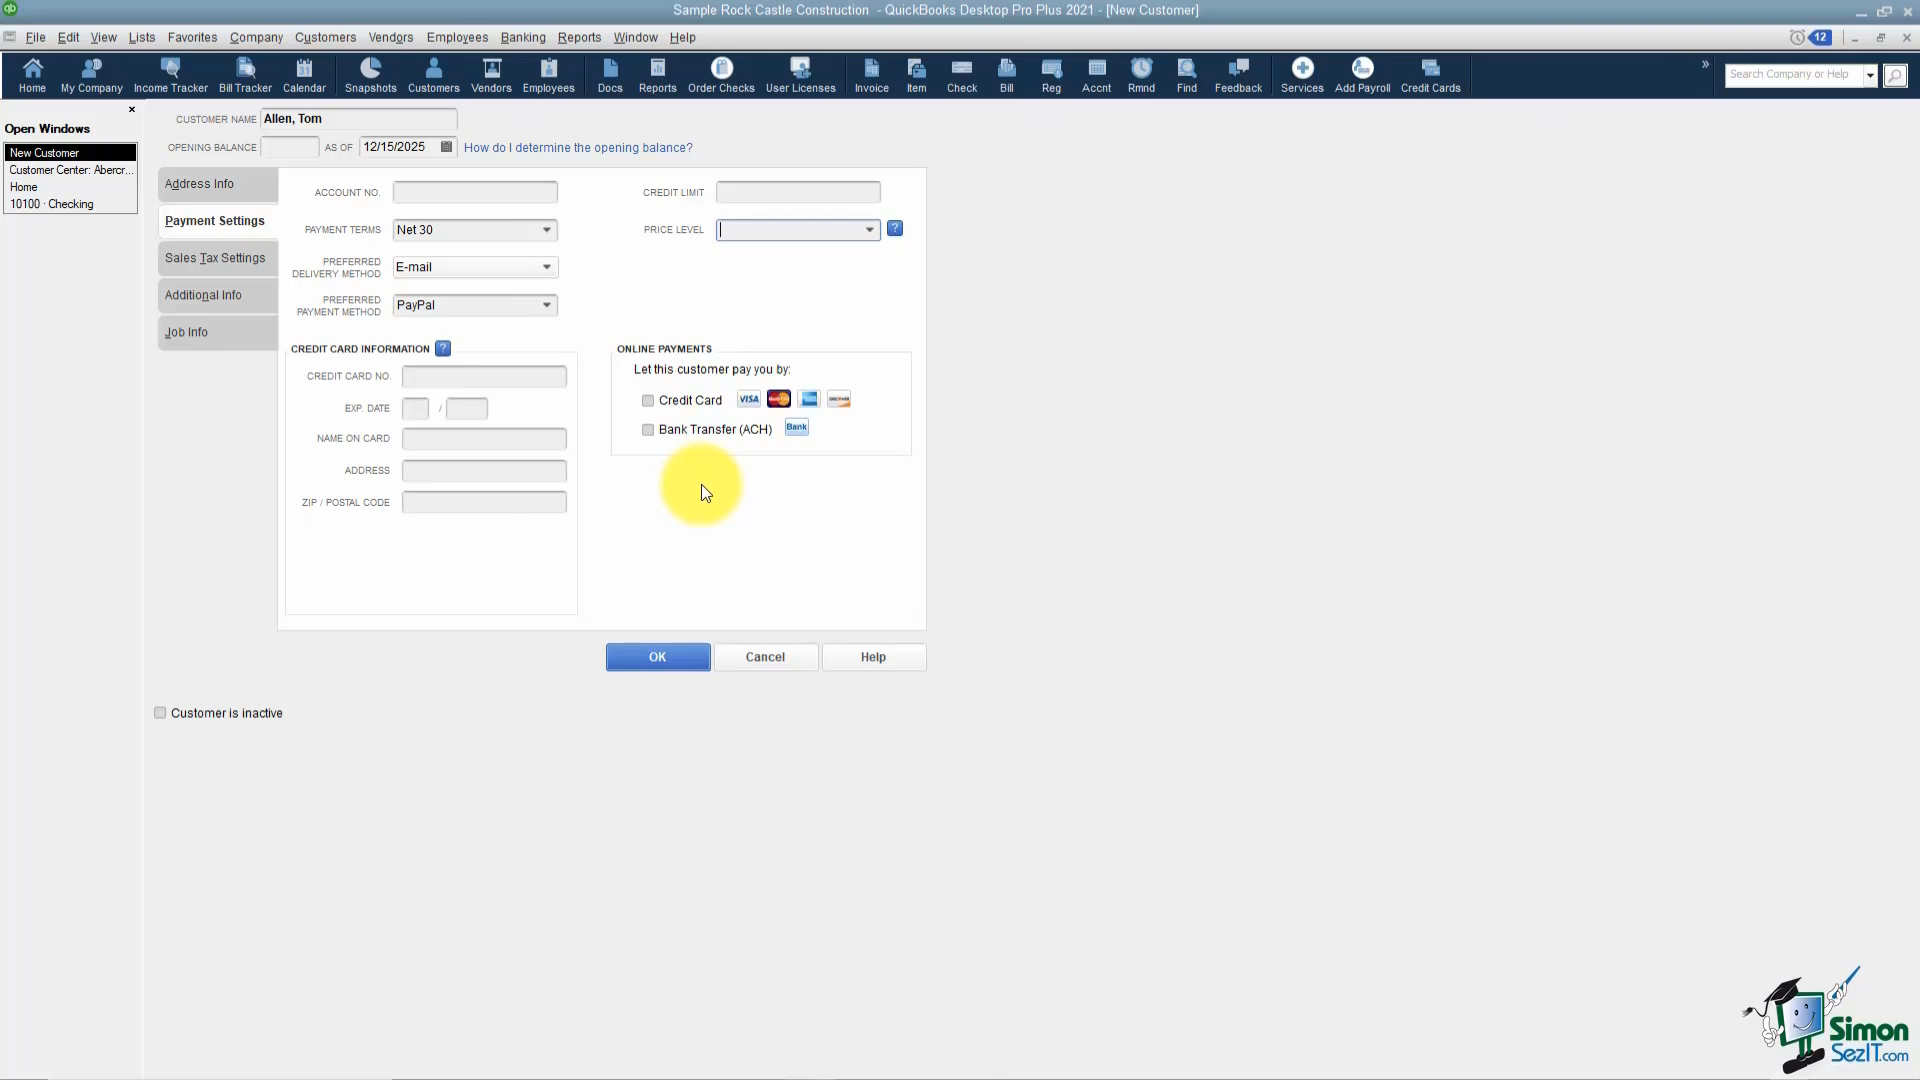 Sample Rock Castle Construction - QuickBooks Desktop Pro Plus 2021 - [New Customer]
File Edit View Lists Favorites Company Customers Vendors Employees Banking Reports Window Help
12
Home My Company Income Tracker Bill Tracker Calendar Snapshots Customers Vendors Employees Docs Reports Order Checks User Licenses Invoice Item Check Bill Reg Accnt Rmnd Find Feedback Services Add Payroll Credit Cards
» Search Company or Help
Open Windows
New Customer
Customer Center: Abercr...
Home
10100 · Checking
CUSTOMER NAME Allen, Tom
OPENING BALANCE AS OF 12/15/2025 How do I determine the opening balance?
Address Info
Payment Settings
Sales Tax Settings
Additional Info
Job Info
ACCOUNT NO. CREDIT LIMIT
PAYMENT TERMS Net 30 PRICE LEVEL ?
PREFERRED
DELIVERY METHOD E-mail
PREFERRED
PAYMENT METHOD PayPal
CREDIT CARD INFORMATION ?
CREDIT CARD NO.
EXP. DATE /
NAME ON CARD
ADDRESS
ZIP / POSTAL CODE
ONLINE PAYMENTS
Let this customer pay you by:
Credit Card VISA MasterCard DISCOVER
Bank Transfer (ACH) Bank
OK Cancel Help
Customer is inactive
Simon
SezIT.com